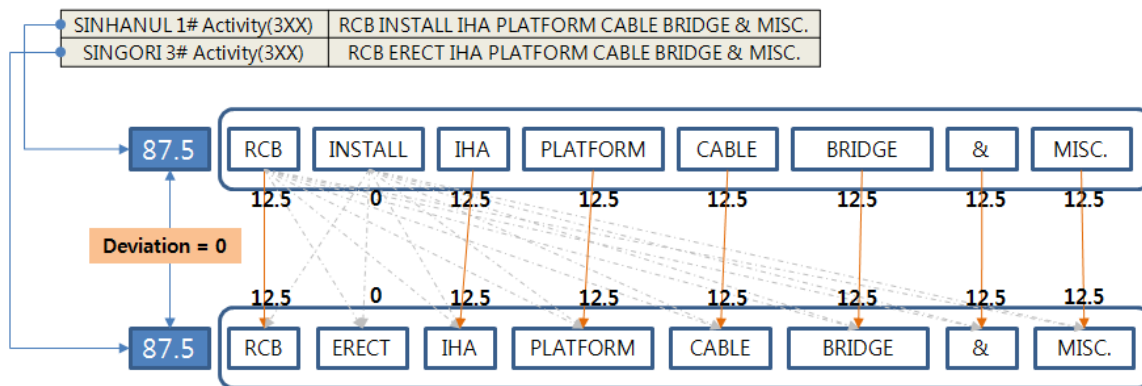 SINHANUL 1# Activity(3XX) RCB INSTALL IHA PLATFORM CABLE BRIDGE & MISC.
SINGORI 3# Activity(3XX) RCB ERECT IHA PLATFORM CABLE BRIDGE & MISC.
87.5 RCB INSTALL IHA PLATFORM CABLE BRIDGE & MISC.
12.5 0 12.5 12.5 12.5 12.5 12.5 12.5
Deviation = 0
12.5 0 12.5 12.5 12.5 12.5 12.5 12.5
87.5 RCB ERECT IHA PLATFORM CABLE BRIDGE & MISC.